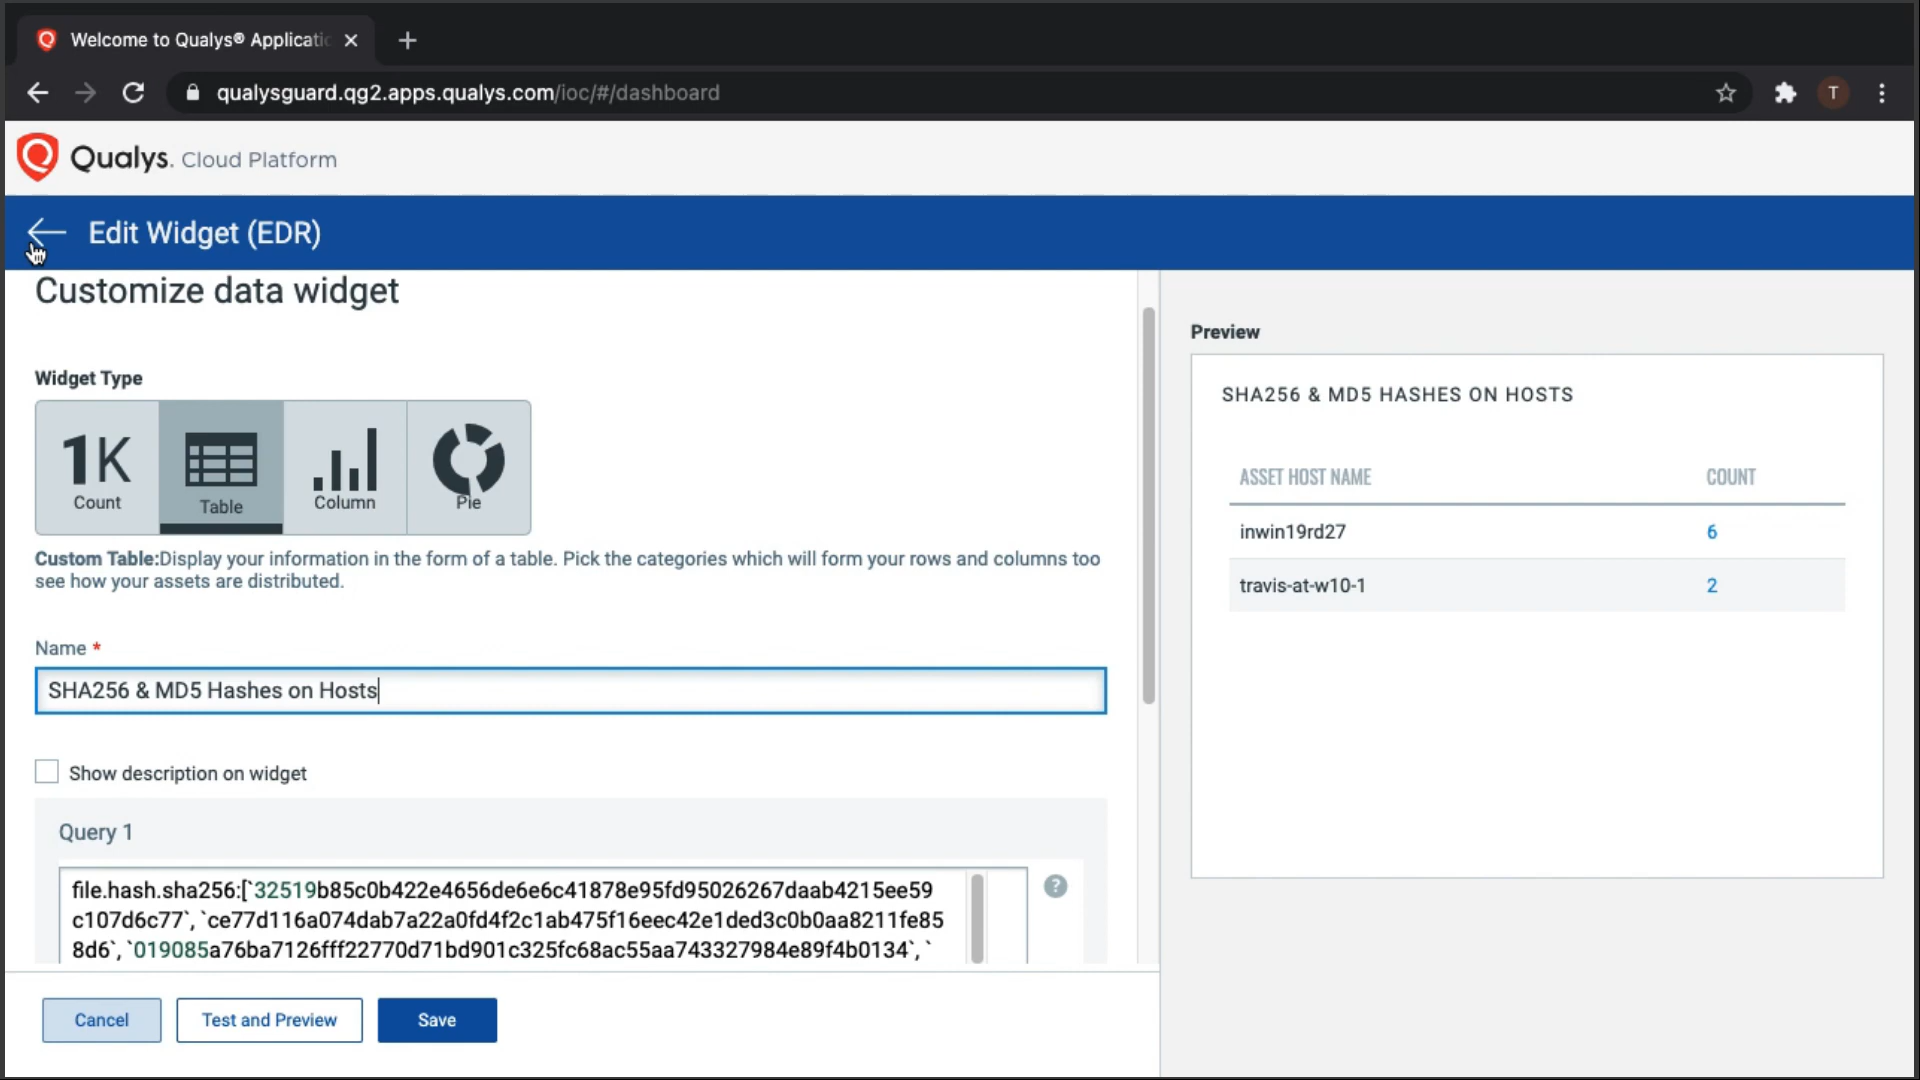 Welcome to Qualys® Applicati
qualysguard.qg2.apps.qualys.com/ioc/#/dashboard
T
Qualys. Cloud Platform
Edit Widget (EDR)
Customize data widget
Widget Type
1K
Count
Table
Column
Pie
Custom Table:Display your information in the form of a table. Pick the categories which will form your rows and columns too
see how your assets are distributed.
Name *
SHA256 & MD5 Hashes on Hosts
Show description on widget
Query 1
file.hash.sha256:[`32519b85c0b422e4656de6e6c41878e95fd95026267daab4215ee59
c107d6c77`, `ce77d116a074dab7a22a0fd4f2c1ab475f16eec42e1ded3c0b0aa8211fe85
8d6`, `019085a76ba7126fff22770d71bd901c325fc68ac55aa743327984e89f4b0134`, `
?
Cancel
Test and Preview
Save
Preview
SHA256 & MD5 HASHES ON HOSTS
ASSET HOST NAME COUNT
inwin19rd27 6
travis-at-w10-1 2